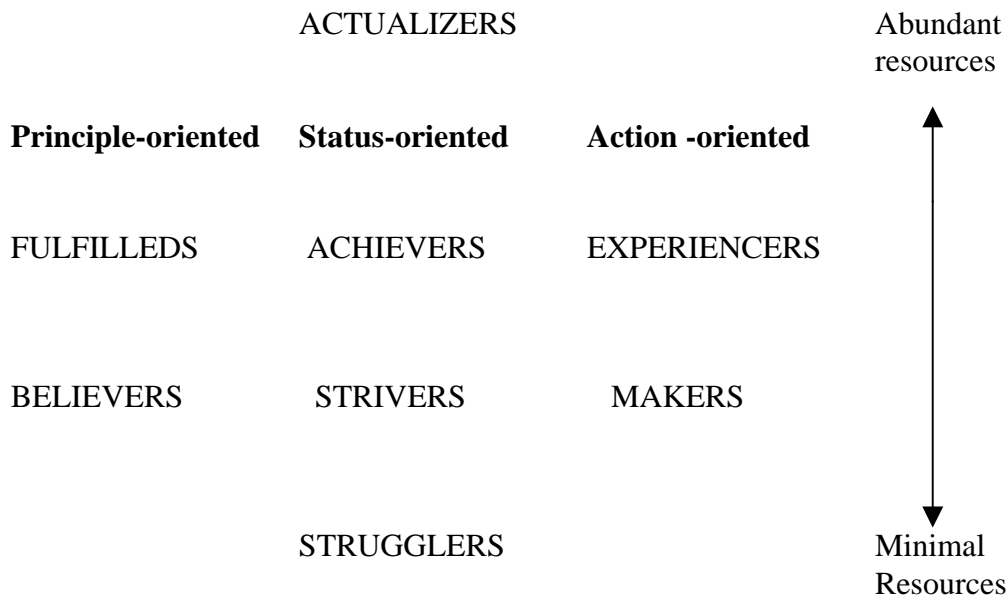 ACTUALIZERS
Abundant
resources
Principle-oriented Status-oriented Action -oriented
FULFILLEDS ACHIEVERS EXPERIENCERS
BELIEVERS STRIVERS MAKERS
STRUGGLERS
Minimal
Resources